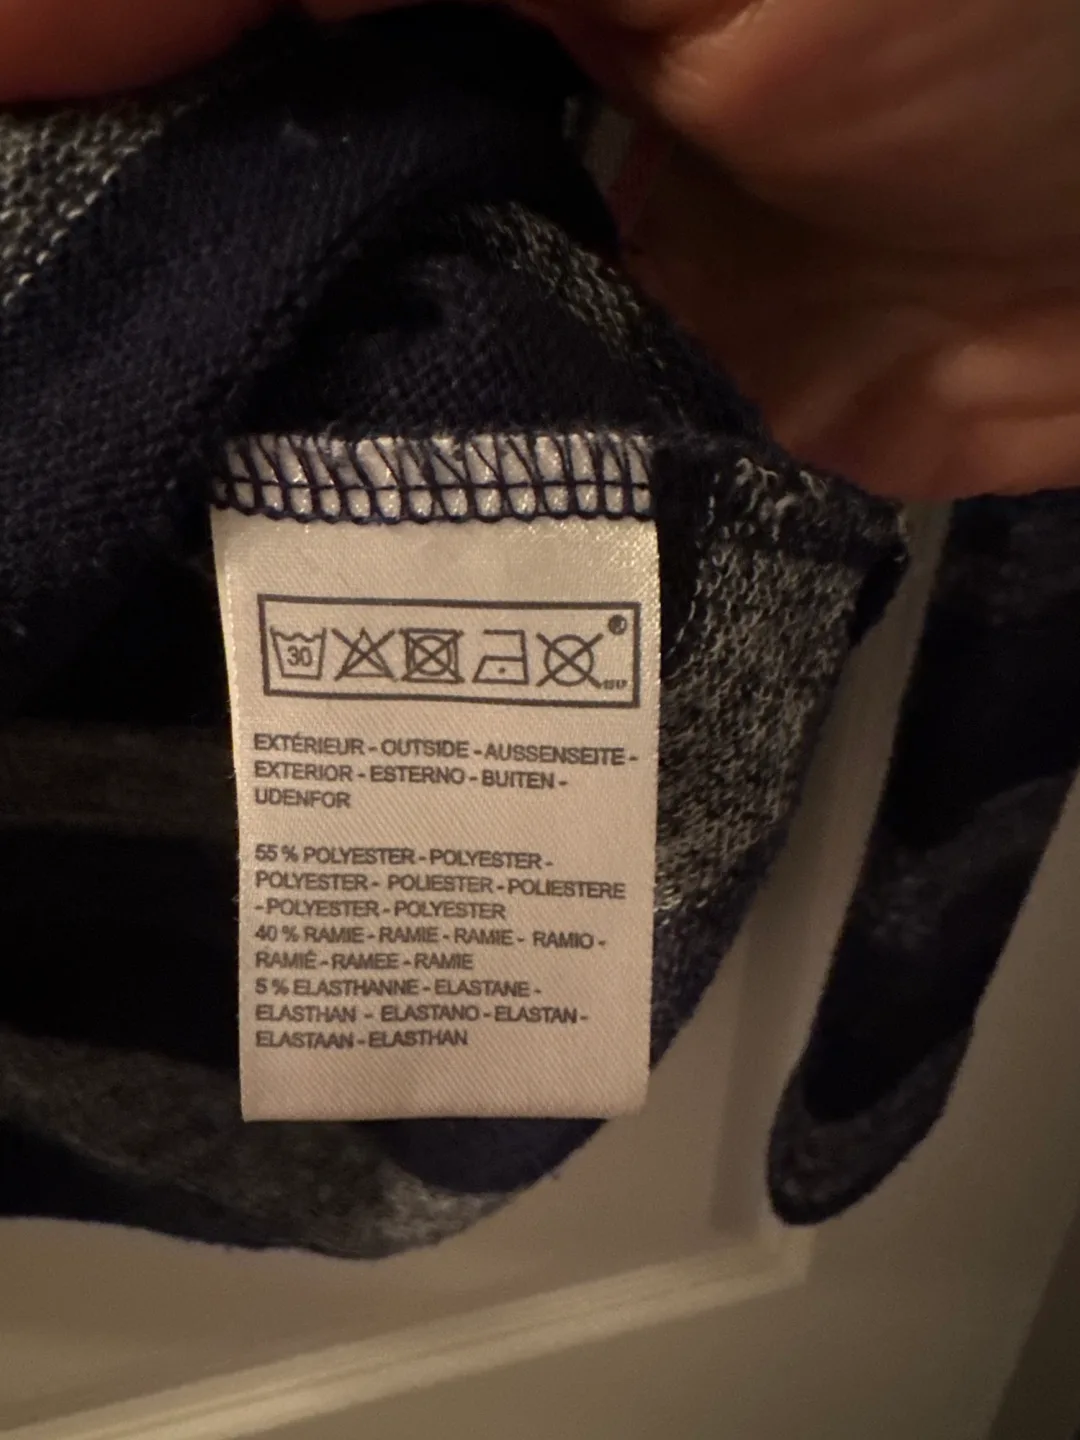 30
EXTÉRIEUR - OUTSIDE - AUSSENSEITE -
EXTERIOR - ESTERNO - BUITEN -
UDENFOR
55 % POLYESTER - POLYESTER -
POLYESTER - POLIESTER - POLIESTERE
- POLYESTER - POLYESTER
40 % RAMIE - RAMIE - RAMIE - RAMIO -
RAMIÈ - RAMEE - RAMIE
5 % ELASTHANNE - ELASTANE -
ELASTHAN - ELASTANO - ELASTAN -
ELASTAAN - ELASTHAN